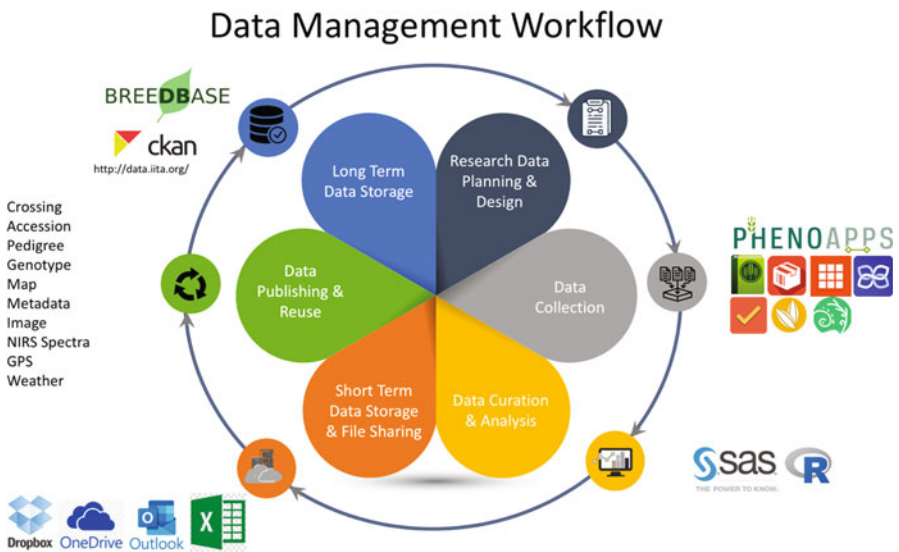 Data Management Workflow
BREEDBASE
ckan
http://data.iita.org/
Long Term
Data Storage
Research Data
Planning &
Design
Crossing
Accession
Pedigree
Genotype
Map
Metadata
Image
NIRS Spectra
GPS
Weather
Data
Publishing &
Reuse
Data
Collection
PHENOAPPS
Short Term
Data Storage
& File Sharing
Data Curation
& Analysis
sas
THE POWER TO KNOW.
R
Dropbox
OneDrive
O
Outlook
X